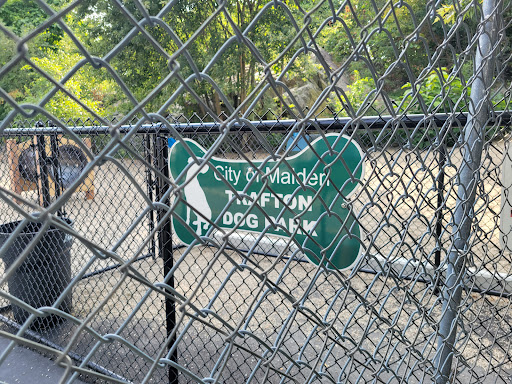 City of Malden
TRAFTON
DOG PARK